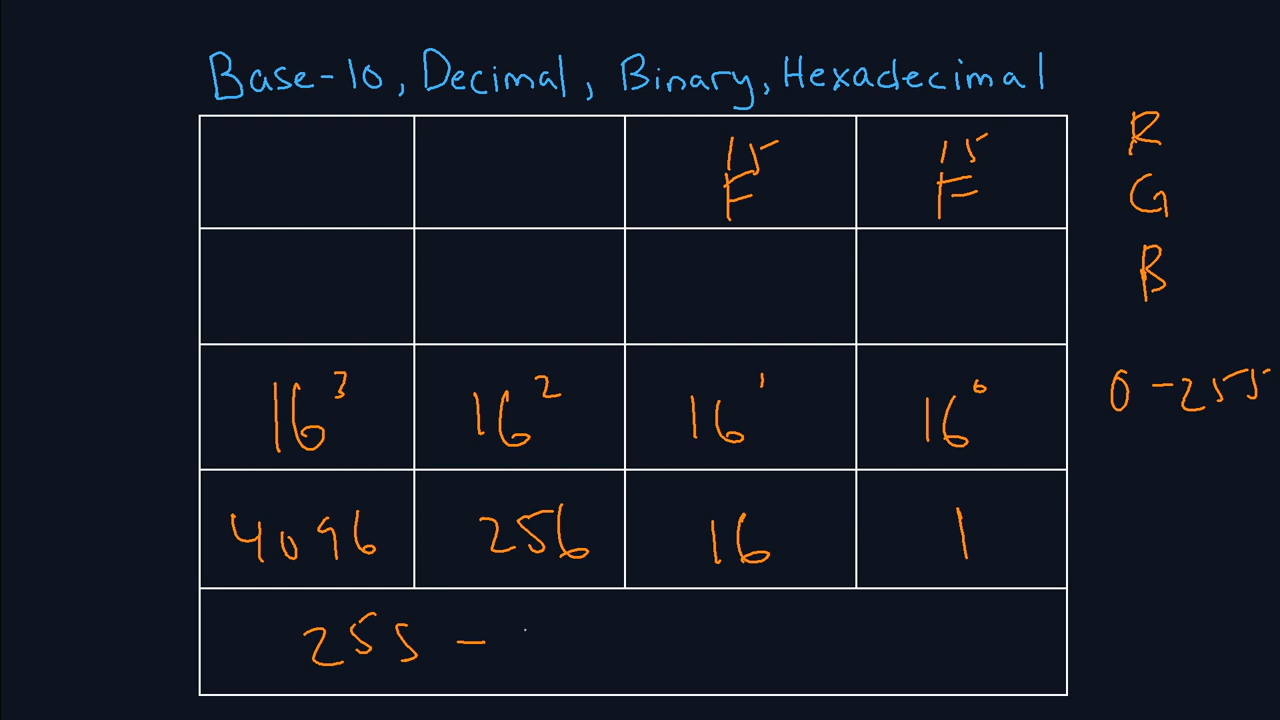 Base-10, Decimal, Binary, Hexadecimal
15 15
F F
R
G
B
16³ 16² 16¹ 16⁰
0-255
4096 256 16 1
255 -